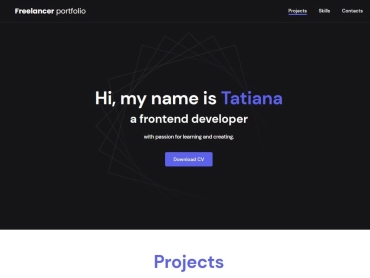 Freelancer portfolio
Projects
Skills
Contacts
Hi, my name is Tatiana
a frontend developer
with passion for learning and creating.
Download CV
Projects